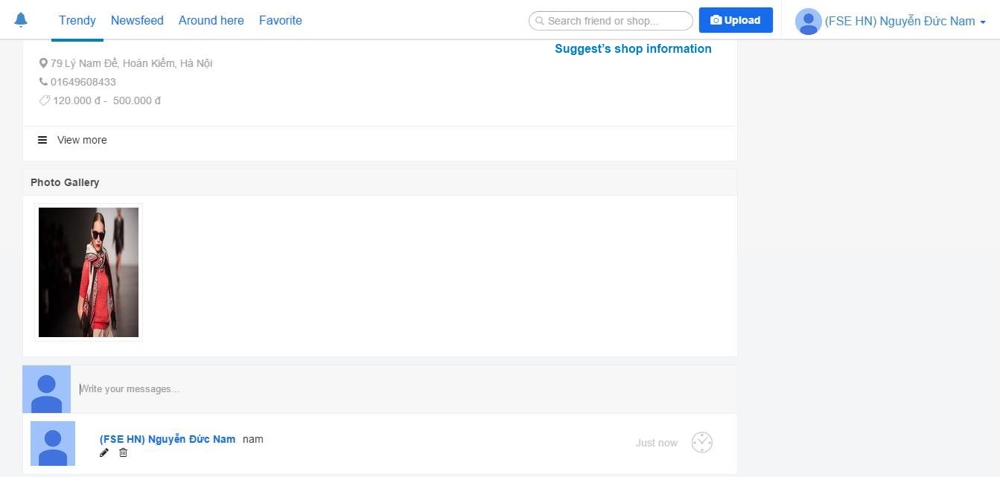 Trendy Newsfeed Around here Favorite Search friend or shop... Upload (FSE HN) Nguyễn Đức Nam
Suggest’s shop information
79 Lý Nam Đế, Hoàn Kiếm, Hà Nội
01649608433
120.000 đ - 500.000 đ
View more
Photo Gallery
Write your messages...
(FSE HN) Nguyễn Đức Nam nam
Just now